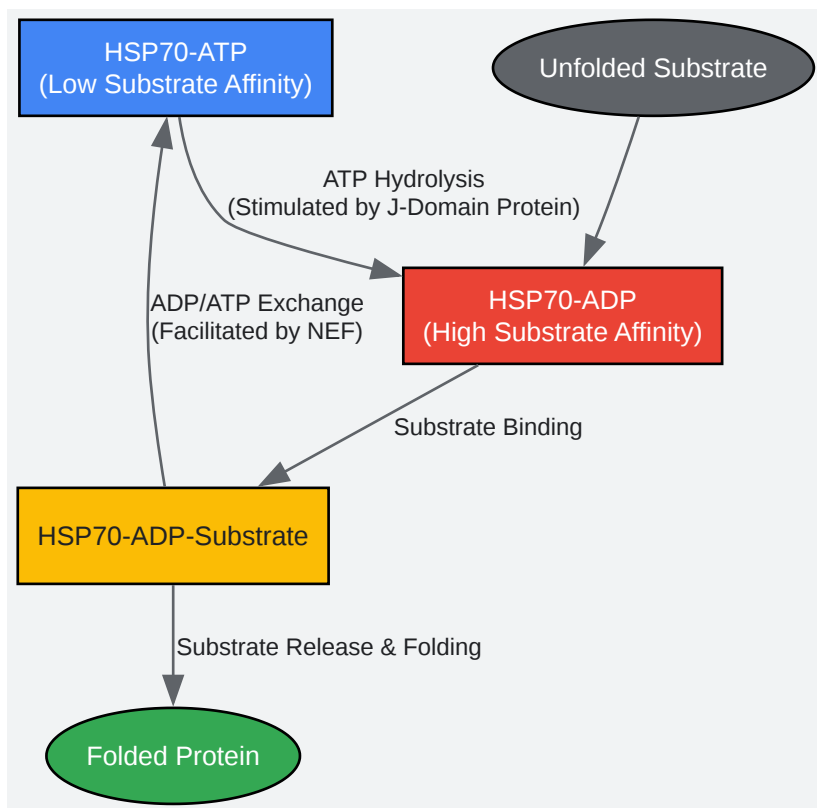 HSP70-ATP
(Low Substrate Affinity)
Unfolded Substrate
ATP Hydrolysis
(Stimulated by J-Domain Protein)
ADP/ATP Exchange
(Facilitated by NEF)
HSP70-ADP
(High Substrate Affinity)
Substrate Binding
HSP70-ADP-Substrate
Substrate Release & Folding
Folded Protein